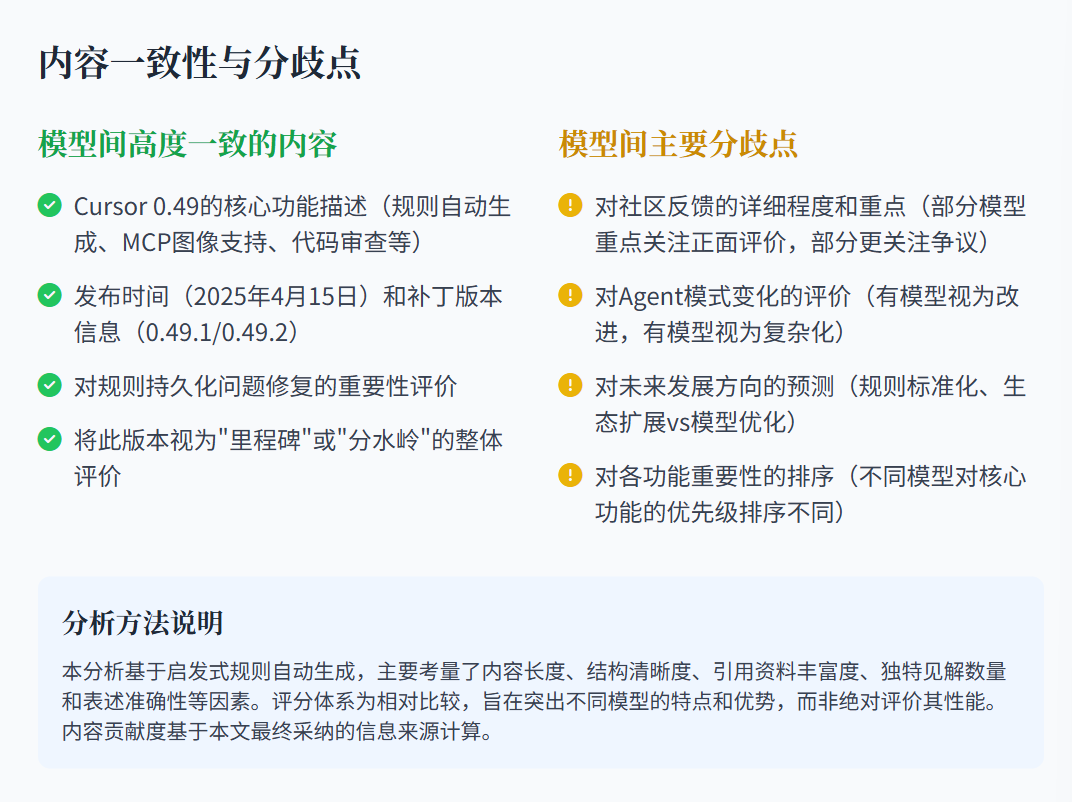 内容一致性与分歧点
模型间高度一致的内容
Cursor 0.49的核心功能描述（规则自动生
成、MCP图像支持、代码审查等）
发布时间（2025年4月15日）和补丁版本
信息（0.49.1/0.49.2）
对规则持久化问题修复的重要性评价
将此版本视为"里程碑"或"分水岭"的整体
评价
模型间主要分歧点
对社区反馈的详细程度和重点（部分模型
重点关注正面评价，部分更关注争议）
对Agent模式变化的评价（有模型视为改
进，有模型视为复杂化）
对未来发展方向的预测（规则标准化、生
态扩展vs模型优化）
对各功能重要性的排序（不同模型对核心
功能的优先级排序不同）
分析方法说明
本分析基于启发式规则自动生成，主要考量了内容长度、结构清晰度、引用资料丰富度、独特见解数量
和表述准确性等因素。评分体系为相对比较，旨在突出不同模型的特点和优势，而非绝对评价其性能。
内容贡献度基于本文最终采纳的信息来源计算。